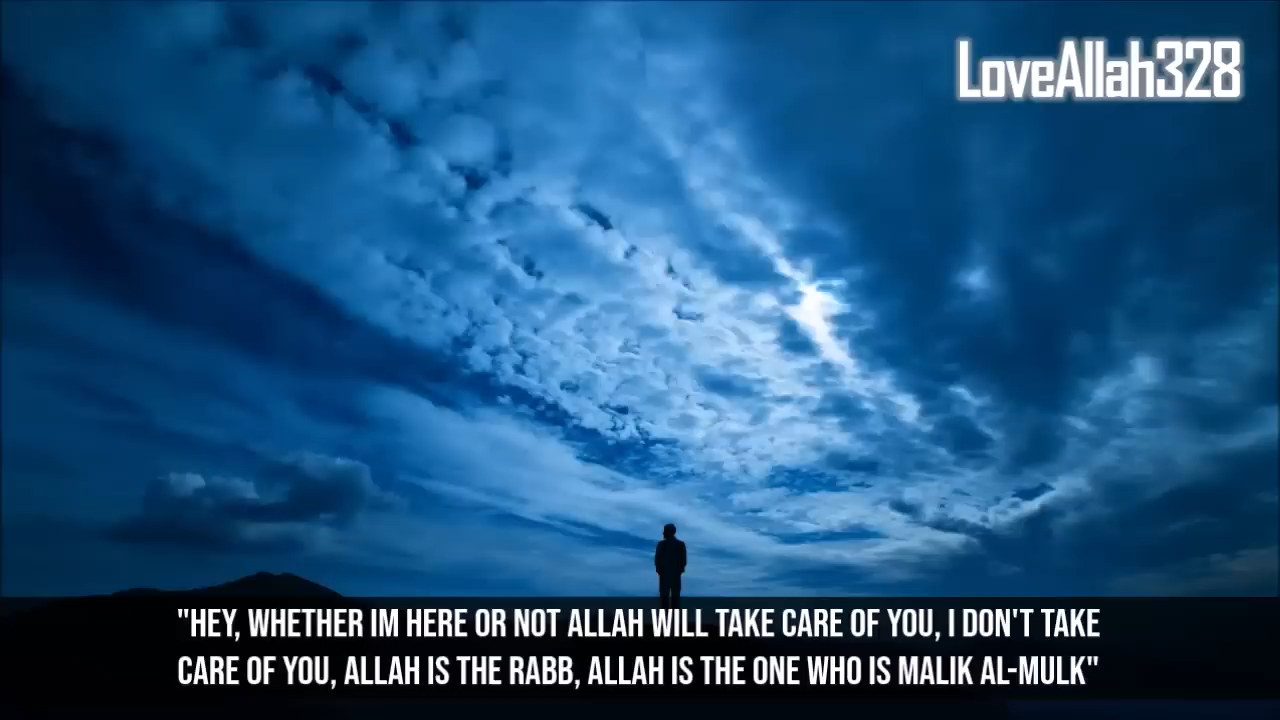 LoveAllah328
"HEY, WHETHER IM HERE OR NOT ALLAH WILL TAKE CARE OF YOU, I DON'T TAKE
CARE OF YOU, ALLAH IS THE RABB, ALLAH IS THE ONE WHO IS MALIK AL-MULK"